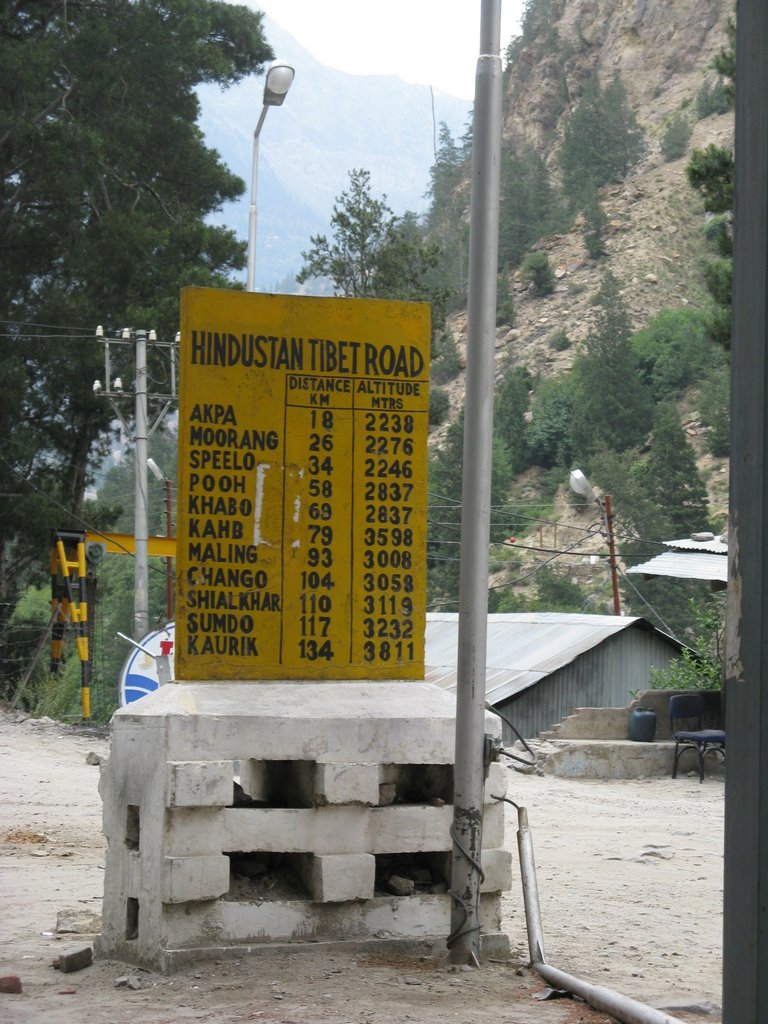 HINDUSTAN TIBET ROAD
DISTANCE KM ALTITUDE MTRS
AKPA 18 2238
MOORANG 26 2276
SPEELO 34 2246
POOH 58 2837
KHABO 69 2837
KAHB 79 3598
MALING 93 3008
CHANGO 104 3058
SHIALKHAR 110 3119
SUMDO 117 3232
KAURIK 134 3811